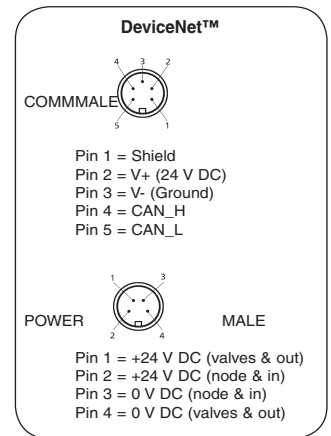 DeviceNet™
4 3 2
COMMMALE
5 1
Pin 1 = Shield
Pin 2 = V+ (24 V DC)
Pin 3 = V- (Ground)
Pin 4 = CAN_H
Pin 5 = CAN_L
1 3
POWER MALE
2 4
Pin 1 = +24 V DC (valves & out)
Pin 2 = +24 V DC (node & in)
Pin 3 = 0 V DC (node & in)
Pin 4 = 0 V DC (valves & out)